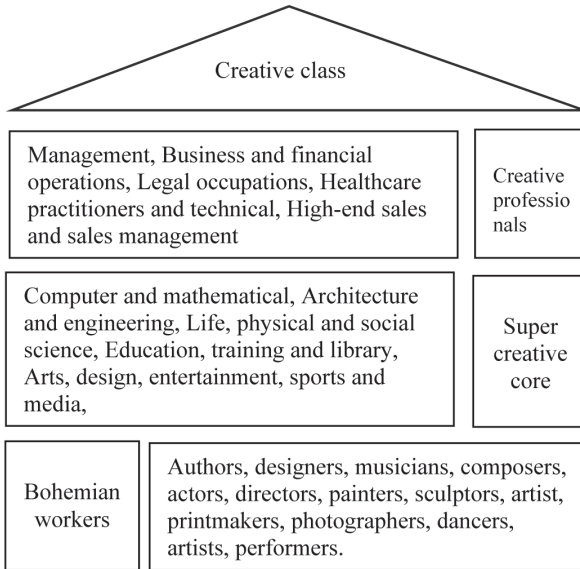 Creative class
Management, Business and financial
operations, Legal occupations, Healthcare
practitioners and technical, High-end sales
and sales management
Creative
professio
nals
Computer and mathematical, Architecture
and engineering, Life, physical and social
science, Education, training and library,
Arts, design, entertainment, sports and
media,
Super
creative
core
Bohemian
workers
Authors, designers, musicians, composers,
actors, directors, painters, sculptors, artist,
printmakers, photographers, dancers,
artists, performers.